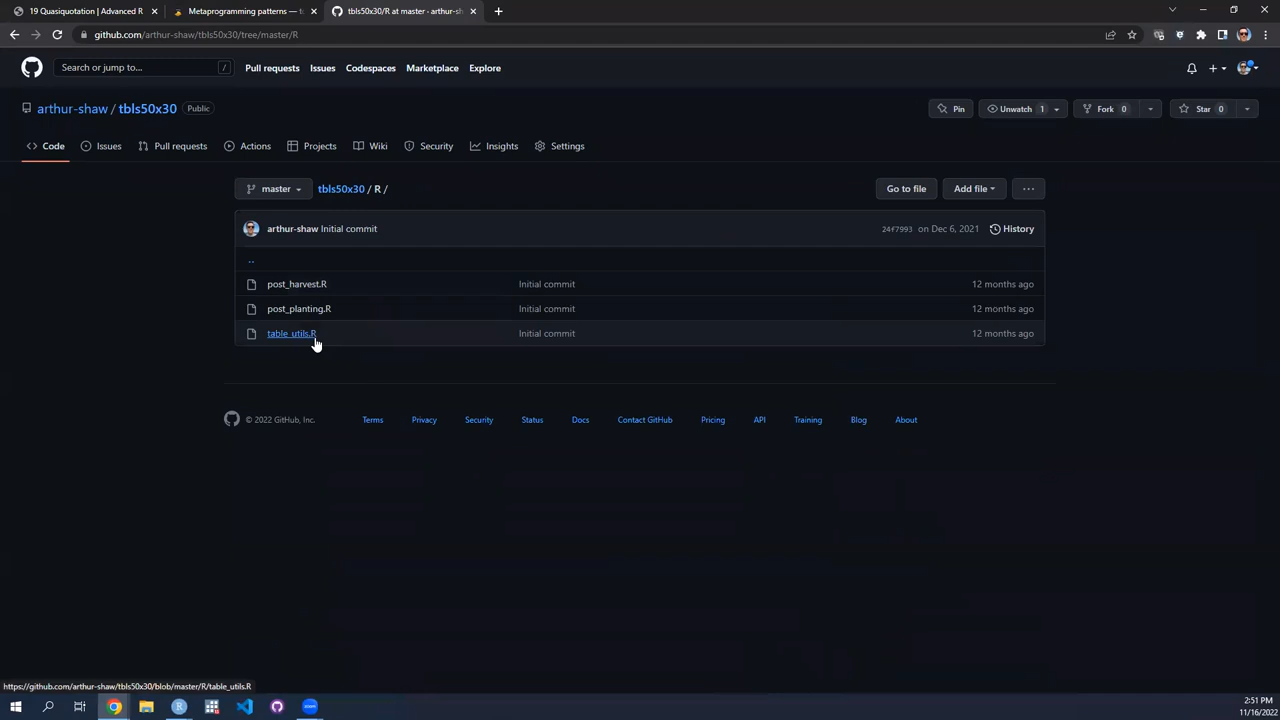 19 Quasiquotation | Advanced R
Metaprogramming patterns —
tbls50x30/R at master · arthur-sh
github.com/arthur-shaw/tbls50x30/tree/master/R
Search or jump to... /
Pull requests Issues Codespaces Marketplace Explore
arthur-shaw / tbls50x30 Public
Pin Unwatch 1 Fork 0 Star 0
Code Issues Pull requests Actions Projects Wiki Security Insights Settings
master tbls50x30 / R / Go to file Add file ···
arthur-shaw Initial commit 24f7993 on Dec 6, 2021 History
..
post_harvest.R Initial commit 12 months ago
post_planting.R Initial commit 12 months ago
table_utils.R Initial commit 12 months ago
© 2022 GitHub, Inc. Terms Privacy Security Status Docs Contact GitHub Pricing API Training Blog About
https://github.com/arthur-shaw/tbls50x30/blob/master/R/table_utils.R
2:51 PM
11/16/2022